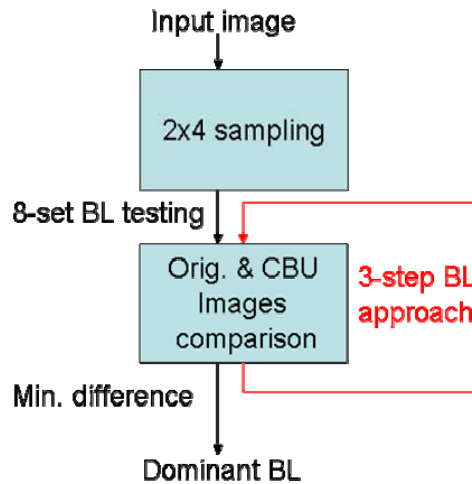 Input image
2x4 sampling
8-set BL testing
Orig. & CBU
Images
comparison
3-step BL
approach
Min. difference
Dominant BL